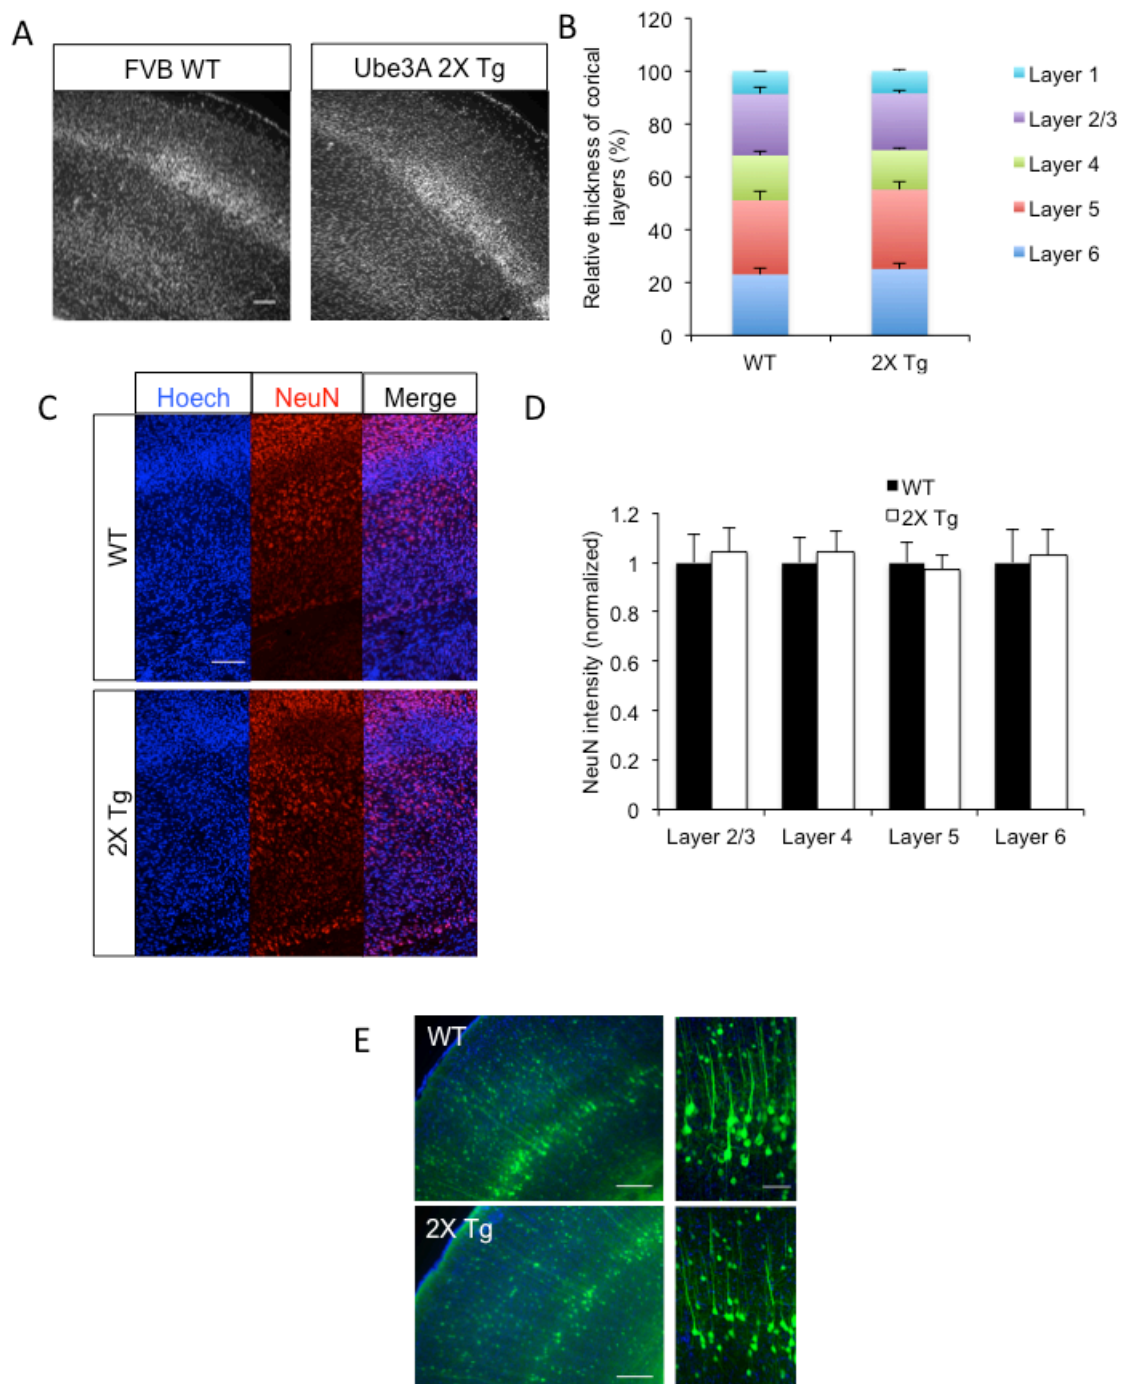 A
FVB WT
Ube3A 2X Tg
B
Relative thickness of corical
layers (%)
120
100
80
60
40
20
0
WT
2X Tg
Layer 1
Layer 2/3
Layer 4
Layer 5
Layer 6
C
Hoech
NeuN
Merge
WT
2X Tg
D
WT
2X Tg
NeuN intensity (normalized)
1.2
1
0.8
0.6
0.4
0.2
0
Layer 2/3
Layer 4
Layer 5
Layer 6
E
WT
2X Tg